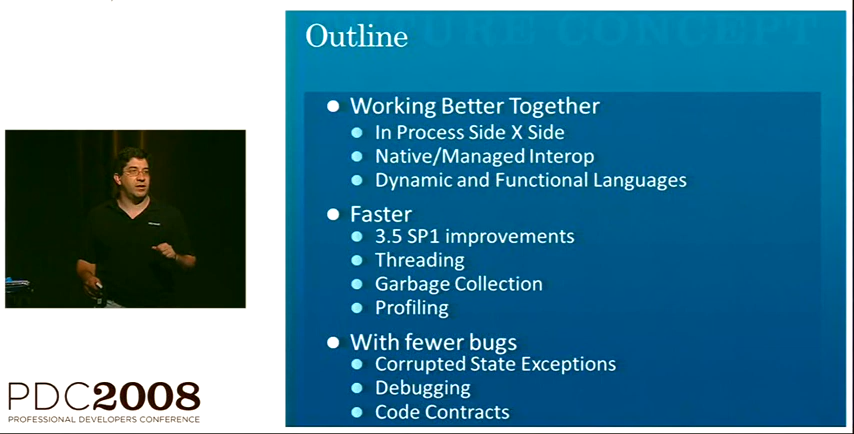 Outline
Working Better Together
In Process Side X Side
Native/Managed Interop
Dynamic and Functional Languages
Faster
3.5 SP1 improvements
Threading
Garbage Collection
Profiling
With fewer bugs
Corrupted State Exceptions
Debugging
Code Contracts
PDC2008
PROFESSIONAL DEVELOPERS CONFERENCE